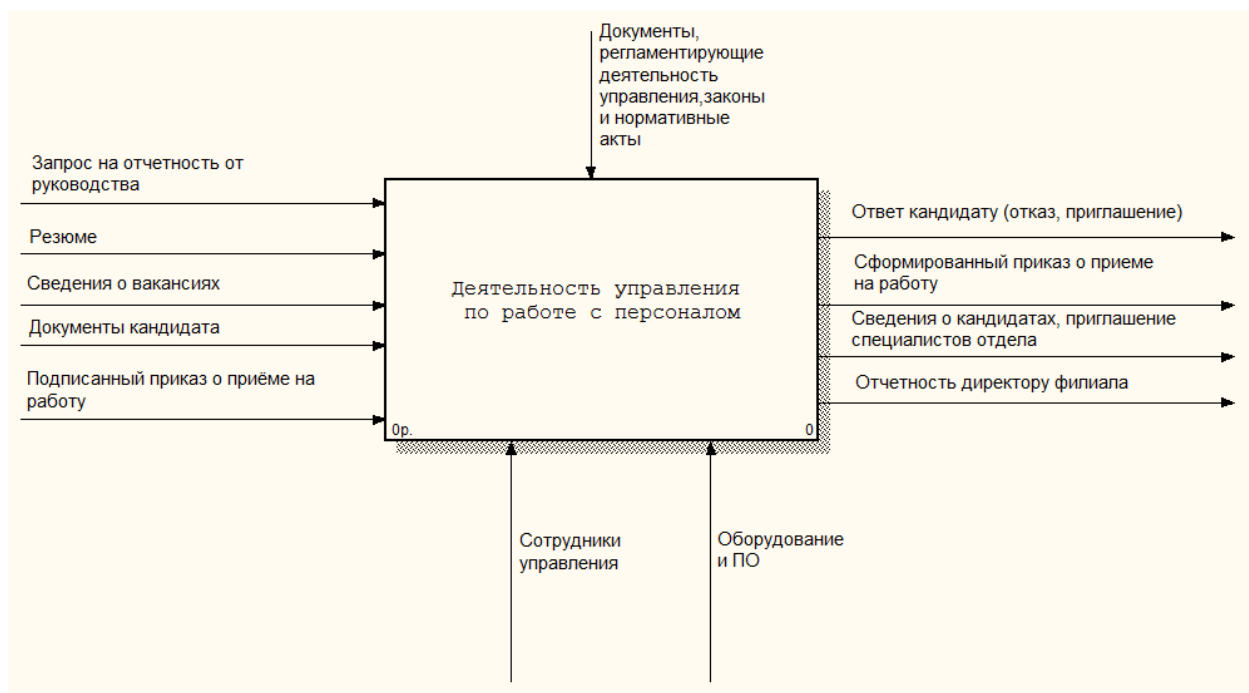 Документы,
регламентирующие
деятельность
управления,законы
и нормативные
акты
Запрос на отчетность от
руководства
Резюме
Сведения о вакансиях
Документы кандидата
Подписанный приказ о приёме на
работу
Деятельность управления
по работе с персоналом
0р.
0
Ответ кандидату (отказ, приглашение)
Сформированный приказ о приеме
на работу
Сведения о кандидатах, приглашение
специалистов отдела
Отчетность директору филиала
Сотрудники
управления
Оборудование
и ПО